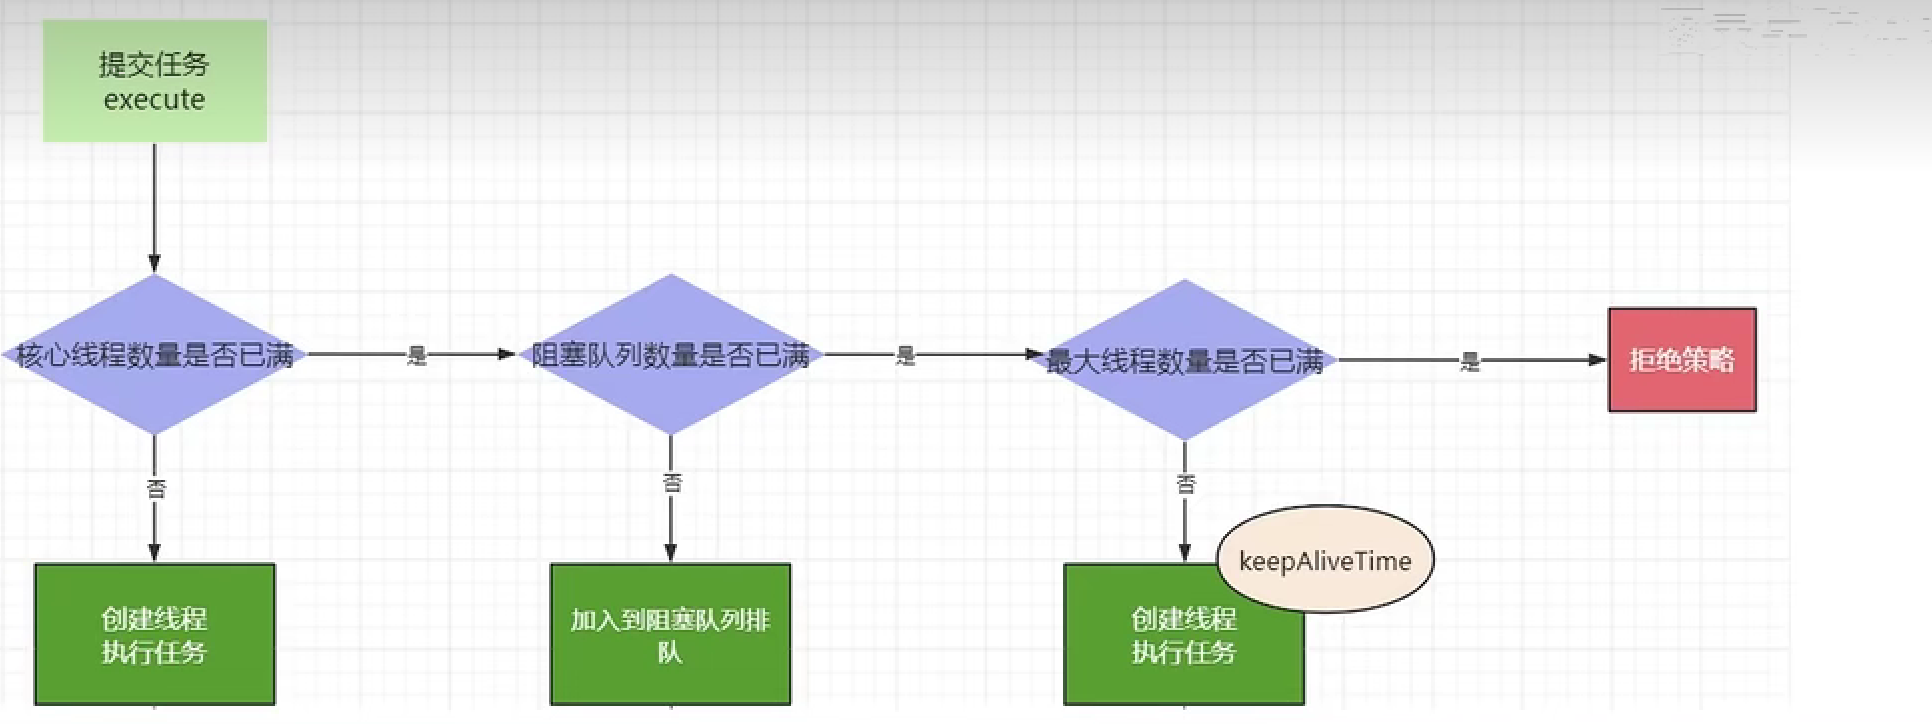 提交任务
execute
核心线程数量是否已满
是
阻塞队列数量是否已满
是
最大线程数量是否已满
是
拒绝策略
否
否
否
keepAliveTime
创建线程
执行任务
加入到阻塞队列排
队
创建线程
执行任务